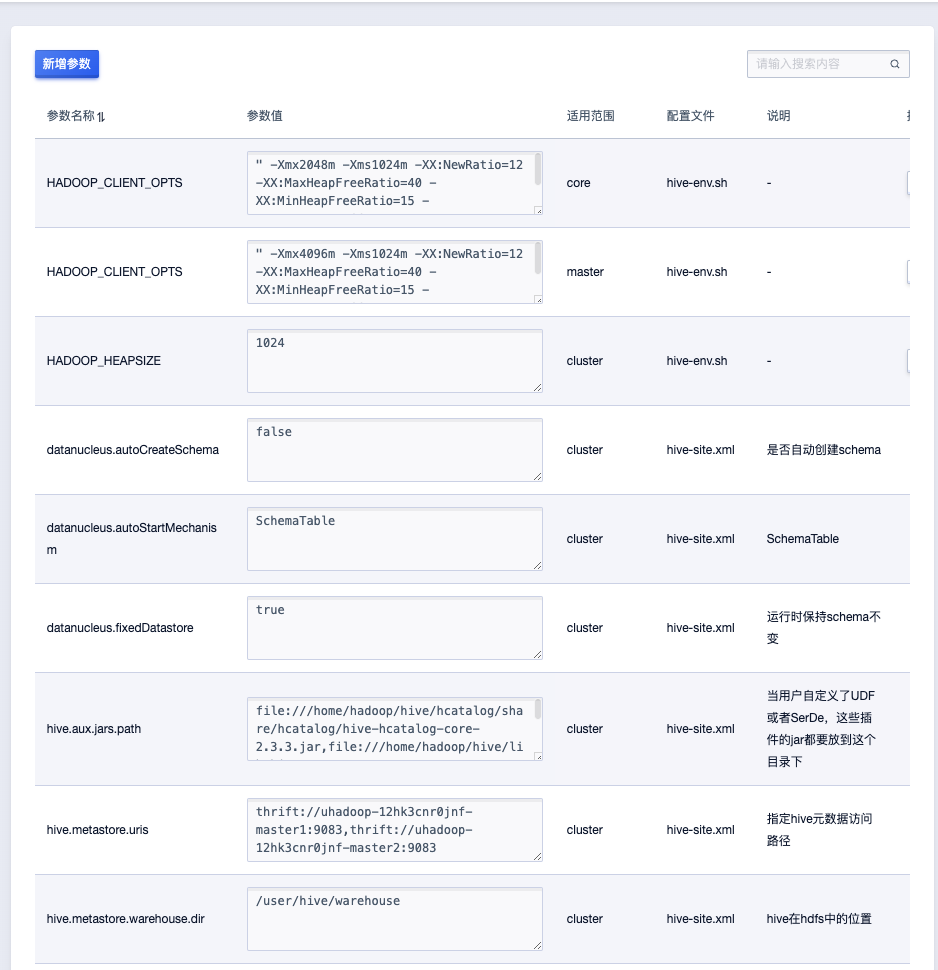 新增参数
请输入搜索内容
参数名称 参数值 适用范围 配置文件 说明
HADOOP_CLIENT_OPTS
" -Xmx2048m -Xms1024m -XX:NewRatio=12
-XX:MaxHeapFreeRatio=40 -
XX:MinHeapFreeRatio=15 -
core
hive-env.sh
-
HADOOP_CLIENT_OPTS
" -Xmx4096m -Xms1024m -XX:NewRatio=12
-XX:MaxHeapFreeRatio=40 -
XX:MinHeapFreeRatio=15 -
master
hive-env.sh
-
HADOOP_HEAPSIZE
1024
cluster
hive-env.sh
-
datanucleus.autoCreateSchema
false
cluster
hive-site.xml
是否自动创建schema
datanucleus.autoStartMechanis
m
SchemaTable
cluster
hive-site.xml
SchemaTable
datanucleus.fixedDatastore
true
cluster
hive-site.xml
运行时保持schema不
变
hive.aux.jars.path
file:///home/hadoop/hive/hcatalog/sha
re/hcatalog/hive-hcatalog-core-
2.3.3.jar,file:///home/hadoop/hive/li
cluster
hive-site.xml
当用户自定义了UDF
或者SerDe，这些插
件的jar都要放到这个
目录下
hive.metastore.uris
thrift://uhadoop-12hk3cnr0jnf-
master1:9083,thrift://uhadoop-
12hk3cnr0jnf-master2:9083
cluster
hive-site.xml
指定hive元数据访问
路径
hive.metastore.warehouse.dir
/user/hive/warehouse
cluster
hive-site.xml
hive在hdfs中的位置